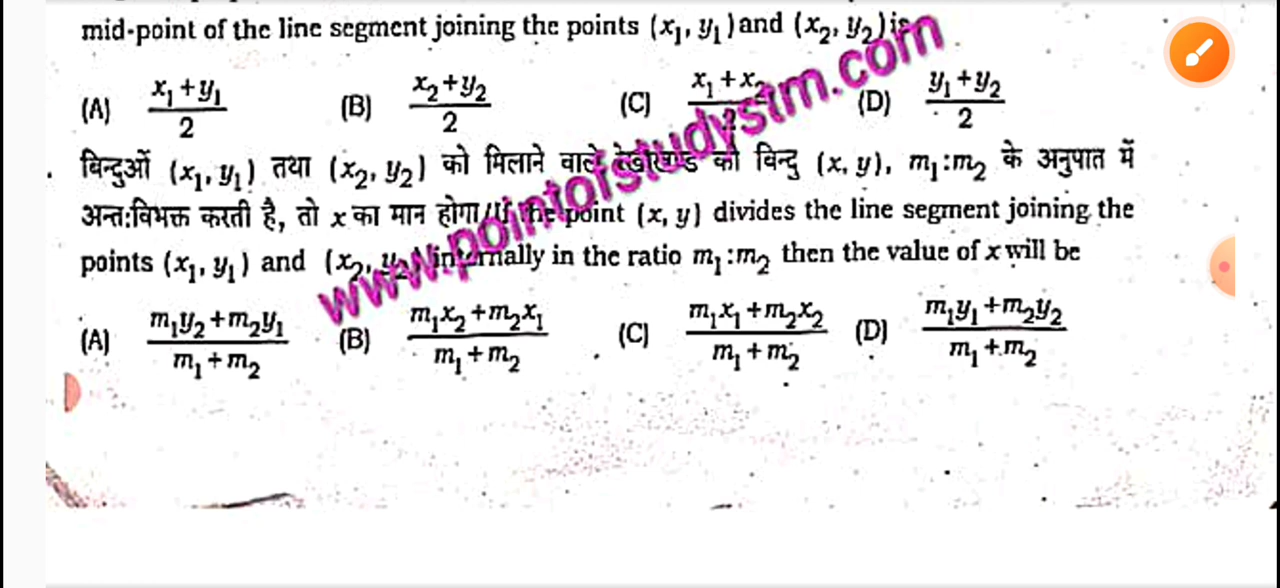 mid-point of the line segment joining the points (x₁, y₁) and (x₂, y₂) is
(A) (x₁+y₁)/2 (B) (x₂+y₂)/2 (C) (x₁+x₂)/2 (D) (y₁+y₂)/2
बिन्दुओं (x₁, y₁) तथा (x₂, y₂) को मिलाने वाले रेखाखण्ड को बिन्दु (x, y), m₁:m₂ के अनुपात में
अन्त:विभक्त करती है, तो x का मान होगा/If the point (x, y) divides the line segment joining the
points (x₁, y₁) and (x₂, y₂) internally in the ratio m₁:m₂ then the value of x will be
(A) (m₁y₂+m₂y₁)/(m₁+m₂) (B) (m₁x₂+m₂x₁)/(m₁+m₂) (C) (m₁x₁+m₂x₂)/(m₁+m₂) (D) (m₁y₁+m₂y₂)/(m₁+m₂)
www.pointofstudystm.com